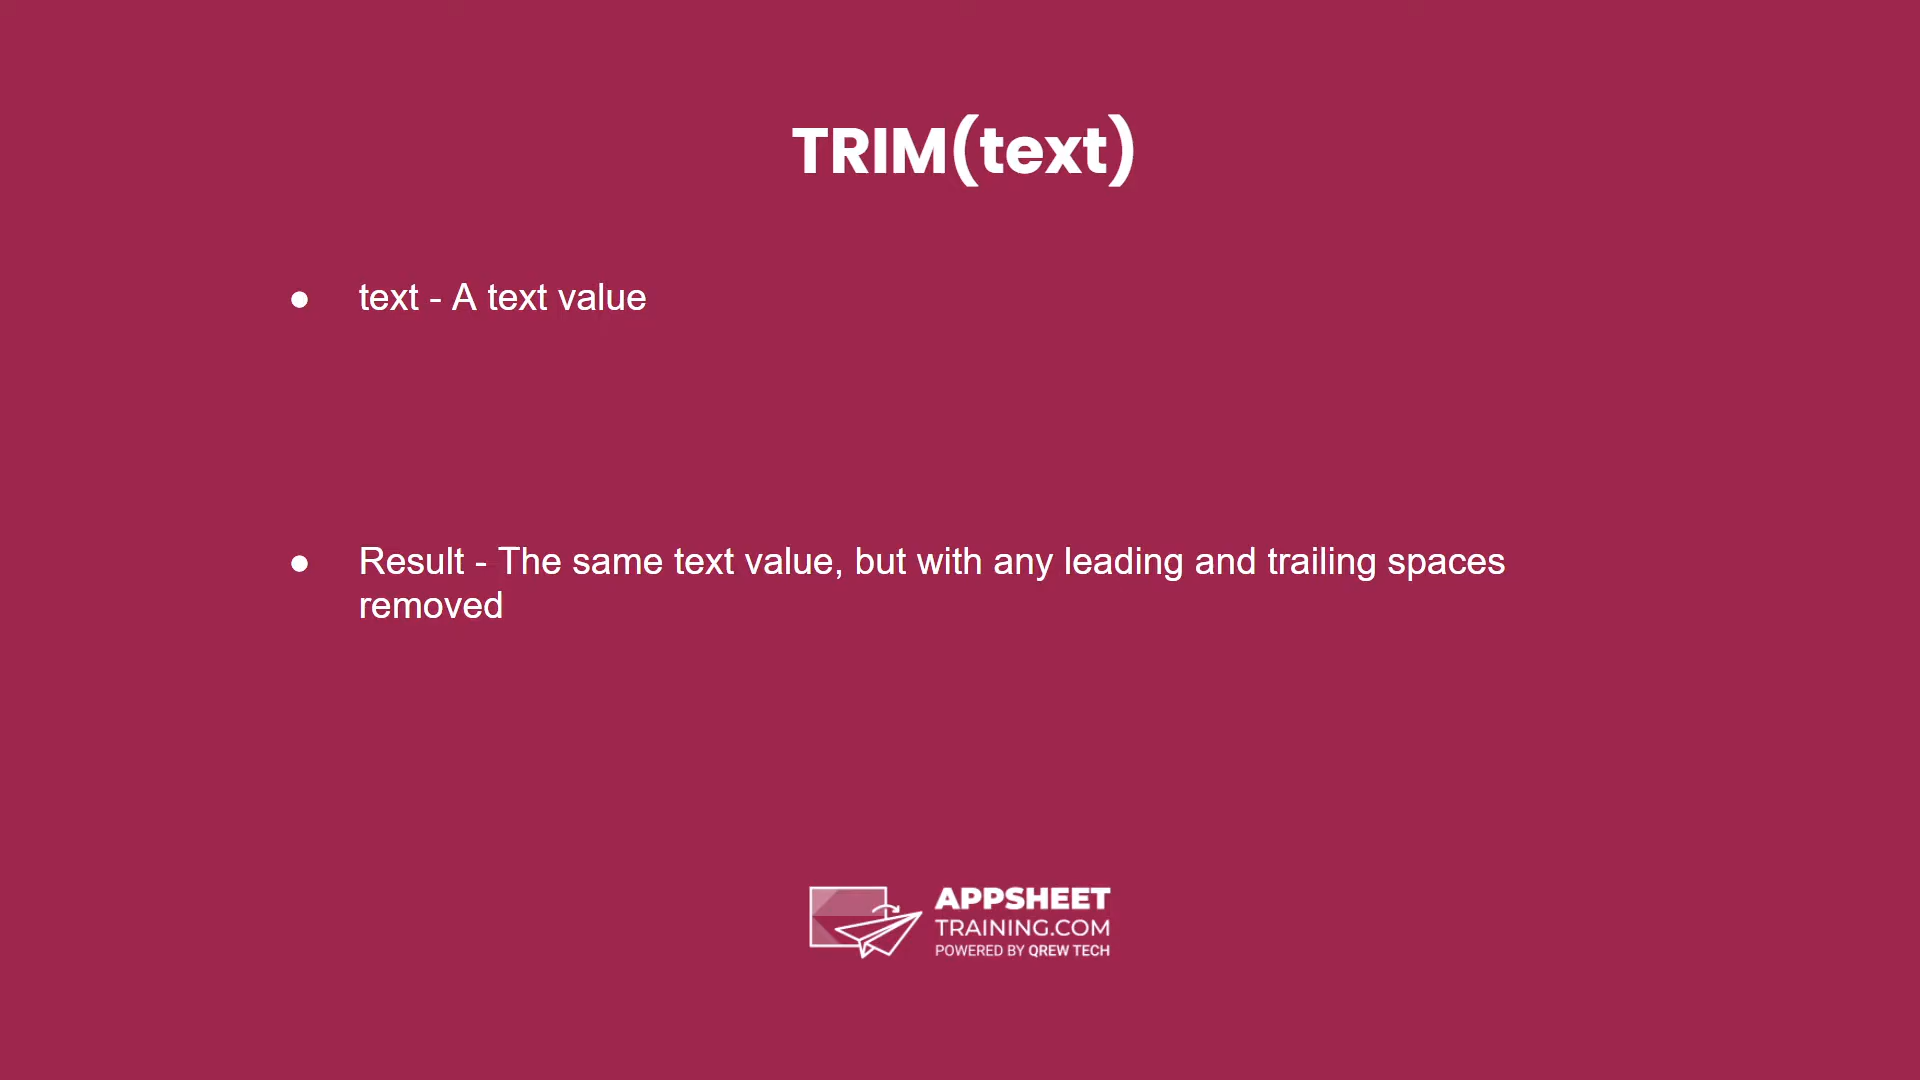 TRIM(text)
● text - A text value
● Result - The same text value, but with any leading and trailing spaces
removed
APPSHEET
TRAINING.COM
POWERED BY QREW TECH